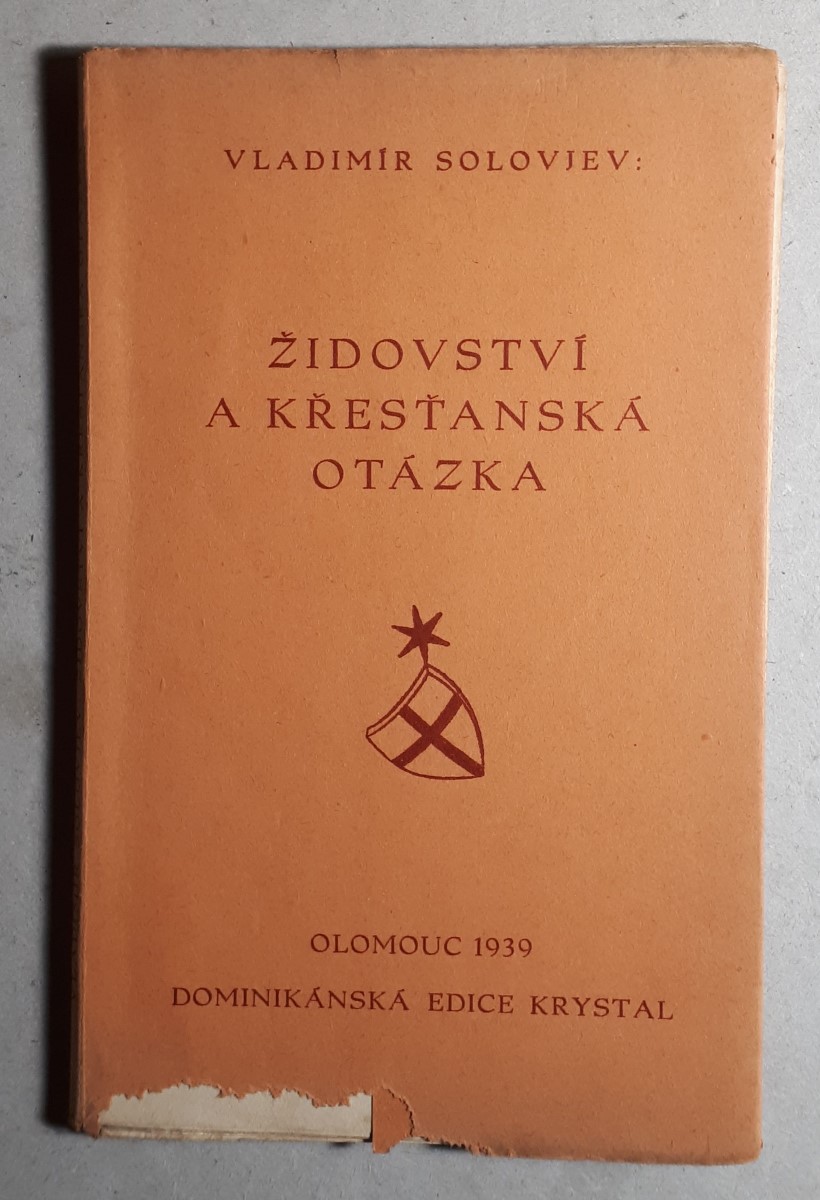 VLADIMÍR SOLOVJEV:
ŽIDOVSTVÍ
A KŘESŤANSKÁ
OTÁZKA
OLOMOUC 1939
DOMINIKÁNSKÁ EDICE KRYSTAL